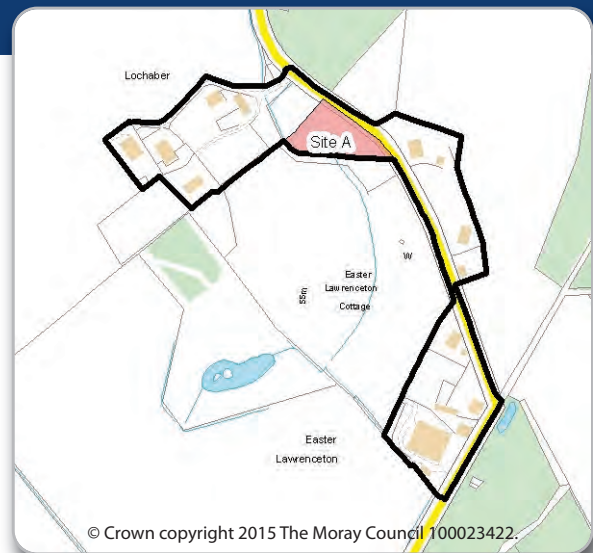 Lochaber
Site A
W
Easter
Lawrenceton
Cottage
55m
Easter
Lawrenceton
© Crown copyright 2015 The Moray Council 100023422.